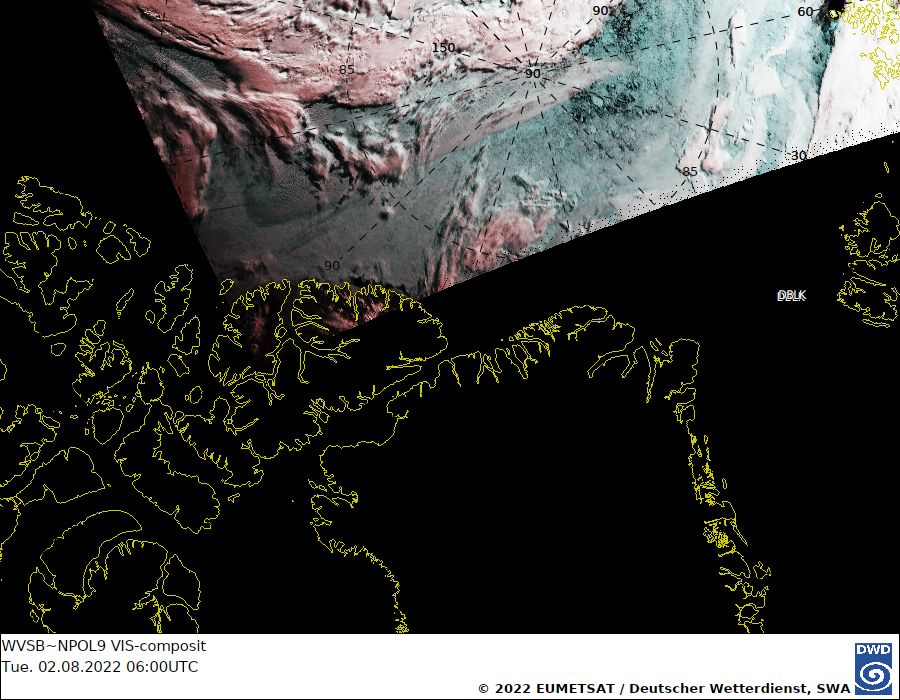 90
60
150
85
90
30
85
90
DBLK
WVSB~NPOL9 VIS-composit
Tue. 02.08.2022 06:00UTC
DWD
© 2022 EUMETSAT / Deutscher Wetterdienst, SWA